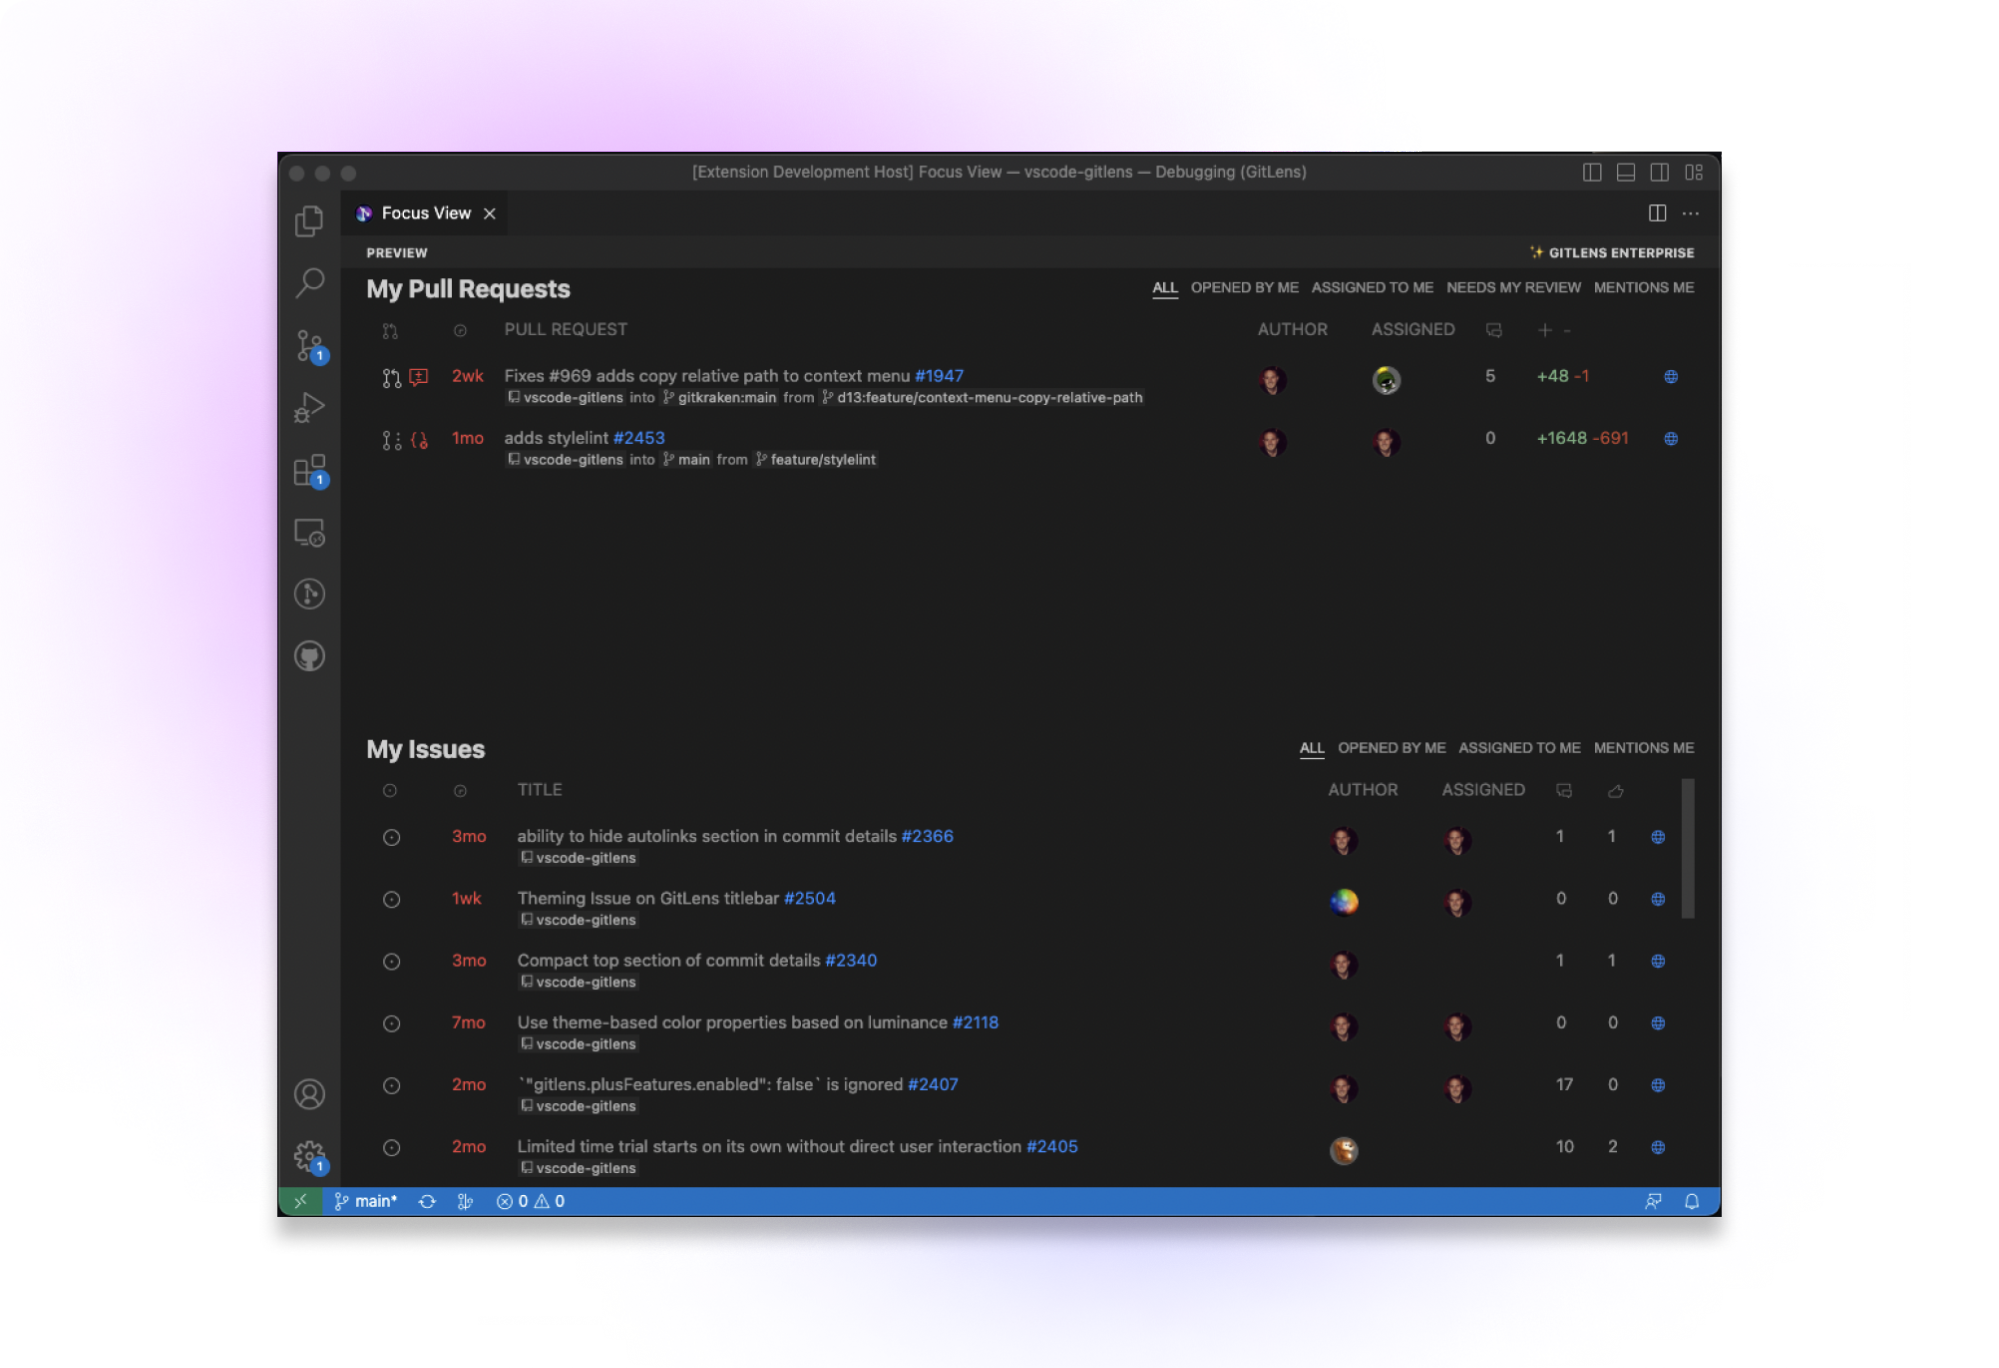 [Extension Development Host] Focus View — vscode-gitlens — Debugging (GitLens)
Focus View
PREVIEW
✨ GITLENS ENTERPRISE
My Pull Requests
ALL OPENED BY ME ASSIGNED TO ME NEEDS MY REVIEW MENTIONS ME
PULL REQUEST AUTHOR ASSIGNED + -
2wk Fixes #969 adds copy relative path to context menu #1947 5 +48 -1
vscode-gitlens into gitkraken:main from d13:feature/context-menu-copy-relative-path
1mo adds stylelint #2453 0 +1648 -691
vscode-gitlens into main from feature/stylelint
My Issues
ALL OPENED BY ME ASSIGNED TO ME MENTIONS ME
TITLE AUTHOR ASSIGNED
3mo ability to hide autolinks section in commit details #2366 1 1
vscode-gitlens
1wk Theming Issue on GitLens titlebar #2504 0 0
vscode-gitlens
3mo Compact top section of commit details #2340 1 1
vscode-gitlens
7mo Use theme-based color properties based on luminance #2118 0 0
vscode-gitlens
2mo `"gitlens.plusFeatures.enabled": false` is ignored #2407 17 0
vscode-gitlens
2mo Limited time trial starts on its own without direct user interaction #2405 10 2
vscode-gitlens
1
1
1
main* 0 0